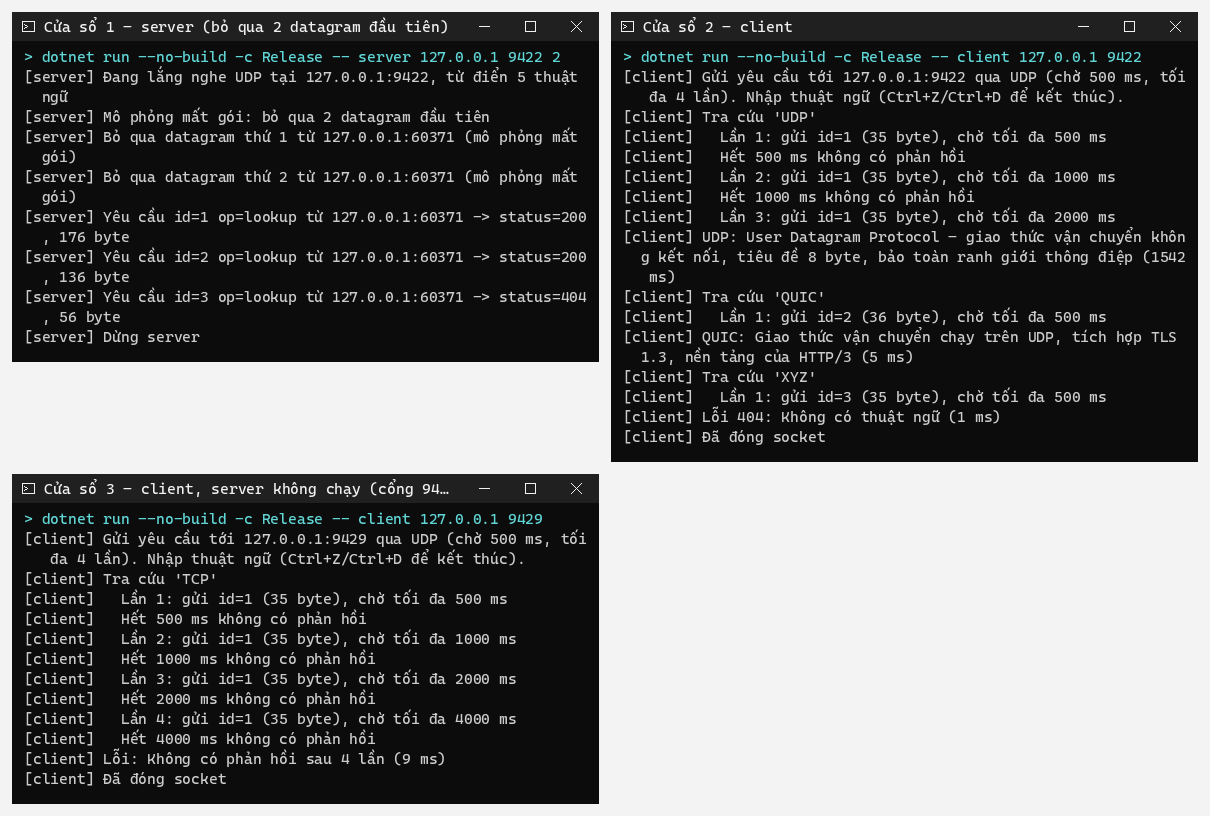 Cửa sổ 1 – server (bỏ qua 2 datagram đầu tiên)
> dotnet run --no-build -c Release -- server 127.0.0.1 9422 2
[server] Đang lắng nghe UDP tại 127.0.0.1:9422, từ điển 5 thuật
ngữ
[server] Mô phỏng mất gói: bỏ qua 2 datagram đầu tiên
[server] Bỏ qua datagram thứ 1 từ 127.0.0.1:60371 (mô phỏng mất
gói)
[server] Bỏ qua datagram thứ 2 từ 127.0.0.1:60371 (mô phỏng mất
gói)
[server] Yêu cầu id=1 op=lookup từ 127.0.0.1:60371 -> status=200
, 176 byte
[server] Yêu cầu id=2 op=lookup từ 127.0.0.1:60371 -> status=200
, 136 byte
[server] Yêu cầu id=3 op=lookup từ 127.0.0.1:60371 -> status=404
, 56 byte
[server] Dừng server
Cửa sổ 2 – client
> dotnet run --no-build -c Release -- client 127.0.0.1 9422
[client] Gửi yêu cầu tới 127.0.0.1:9422 qua UDP (chờ 500 ms, tối
đa 4 lần). Nhập thuật ngữ (Ctrl+Z/Ctrl+D để kết thúc).
[client] Tra cứu 'UDP'
[client]   Lần 1: gửi id=1 (35 byte), chờ tối đa 500 ms
[client]   Hết 500 ms không có phản hồi
[client]   Lần 2: gửi id=1 (35 byte), chờ tối đa 1000 ms
[client]   Hết 1000 ms không có phản hồi
[client]   Lần 3: gửi id=1 (35 byte), chờ tối đa 2000 ms
[client] UDP: User Datagram Protocol – giao thức vận chuyển khôn
g kết nối, tiêu đề 8 byte, bảo toàn ranh giới thông điệp (1542
ms)
[client] Tra cứu 'QUIC'
[client]   Lần 1: gửi id=2 (36 byte), chờ tối đa 500 ms
[client] QUIC: Giao thức vận chuyển chạy trên UDP, tích hợp TLS
1.3, nền tảng của HTTP/3 (5 ms)
[client] Tra cứu 'XYZ'
[client]   Lần 1: gửi id=3 (35 byte), chờ tối đa 500 ms
[client] Lỗi 404: Không có thuật ngữ (1 ms)
[client] Đã đóng socket
Cửa sổ 3 – client, server không chạy (cổng 94…
> dotnet run --no-build -c Release -- client 127.0.0.1 9429
[client] Gửi yêu cầu tới 127.0.0.1:9429 qua UDP (chờ 500 ms, tối
đa 4 lần). Nhập thuật ngữ (Ctrl+Z/Ctrl+D để kết thúc).
[client] Tra cứu 'TCP'
[client]   Lần 1: gửi id=1 (35 byte), chờ tối đa 500 ms
[client]   Hết 500 ms không có phản hồi
[client]   Lần 2: gửi id=1 (35 byte), chờ tối đa 1000 ms
[client]   Hết 1000 ms không có phản hồi
[client]   Lần 3: gửi id=1 (35 byte), chờ tối đa 2000 ms
[client]   Hết 2000 ms không có phản hồi
[client]   Lần 4: gửi id=1 (35 byte), chờ tối đa 4000 ms
[client]   Hết 4000 ms không có phản hồi
[client] Lỗi: Không có phản hồi sau 4 lần (9 ms)
[client] Đã đóng socket